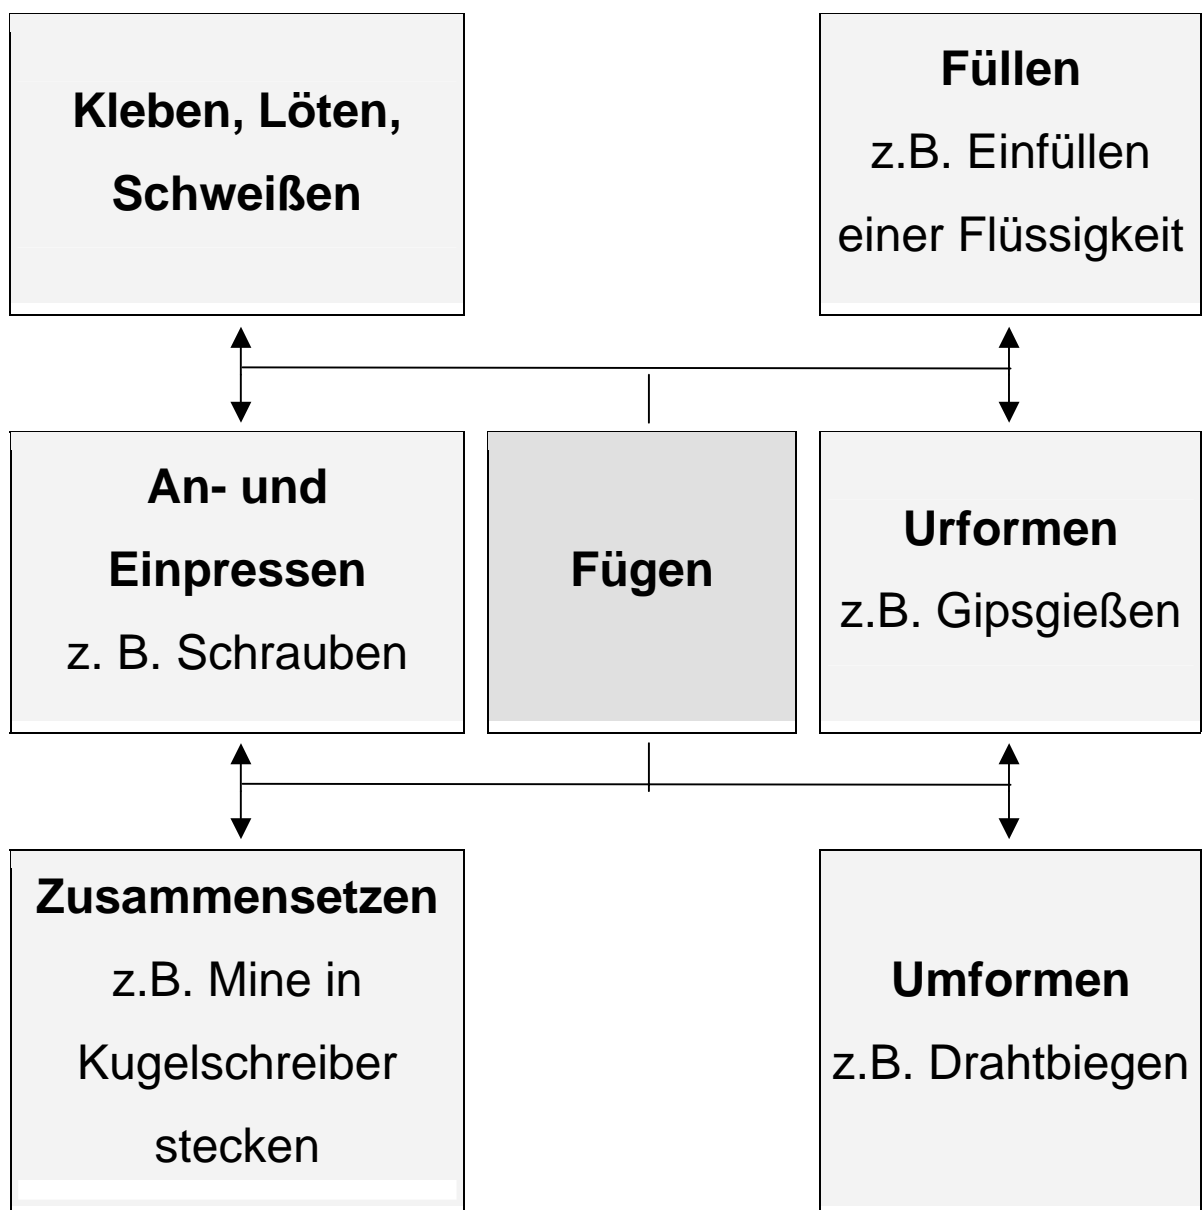 Kleben, Löten,
Schweißen
Füllen
z.B. Einfüllen
einer Flüssigkeit
An- und
Einpressen
z. B. Schrauben
Fügen
Urformen
z.B. Gipsgießen
Zusammensetzen
z.B. Mine in
Kugelschreiber
stecken
Umformen
z.B. Drahtbiegen